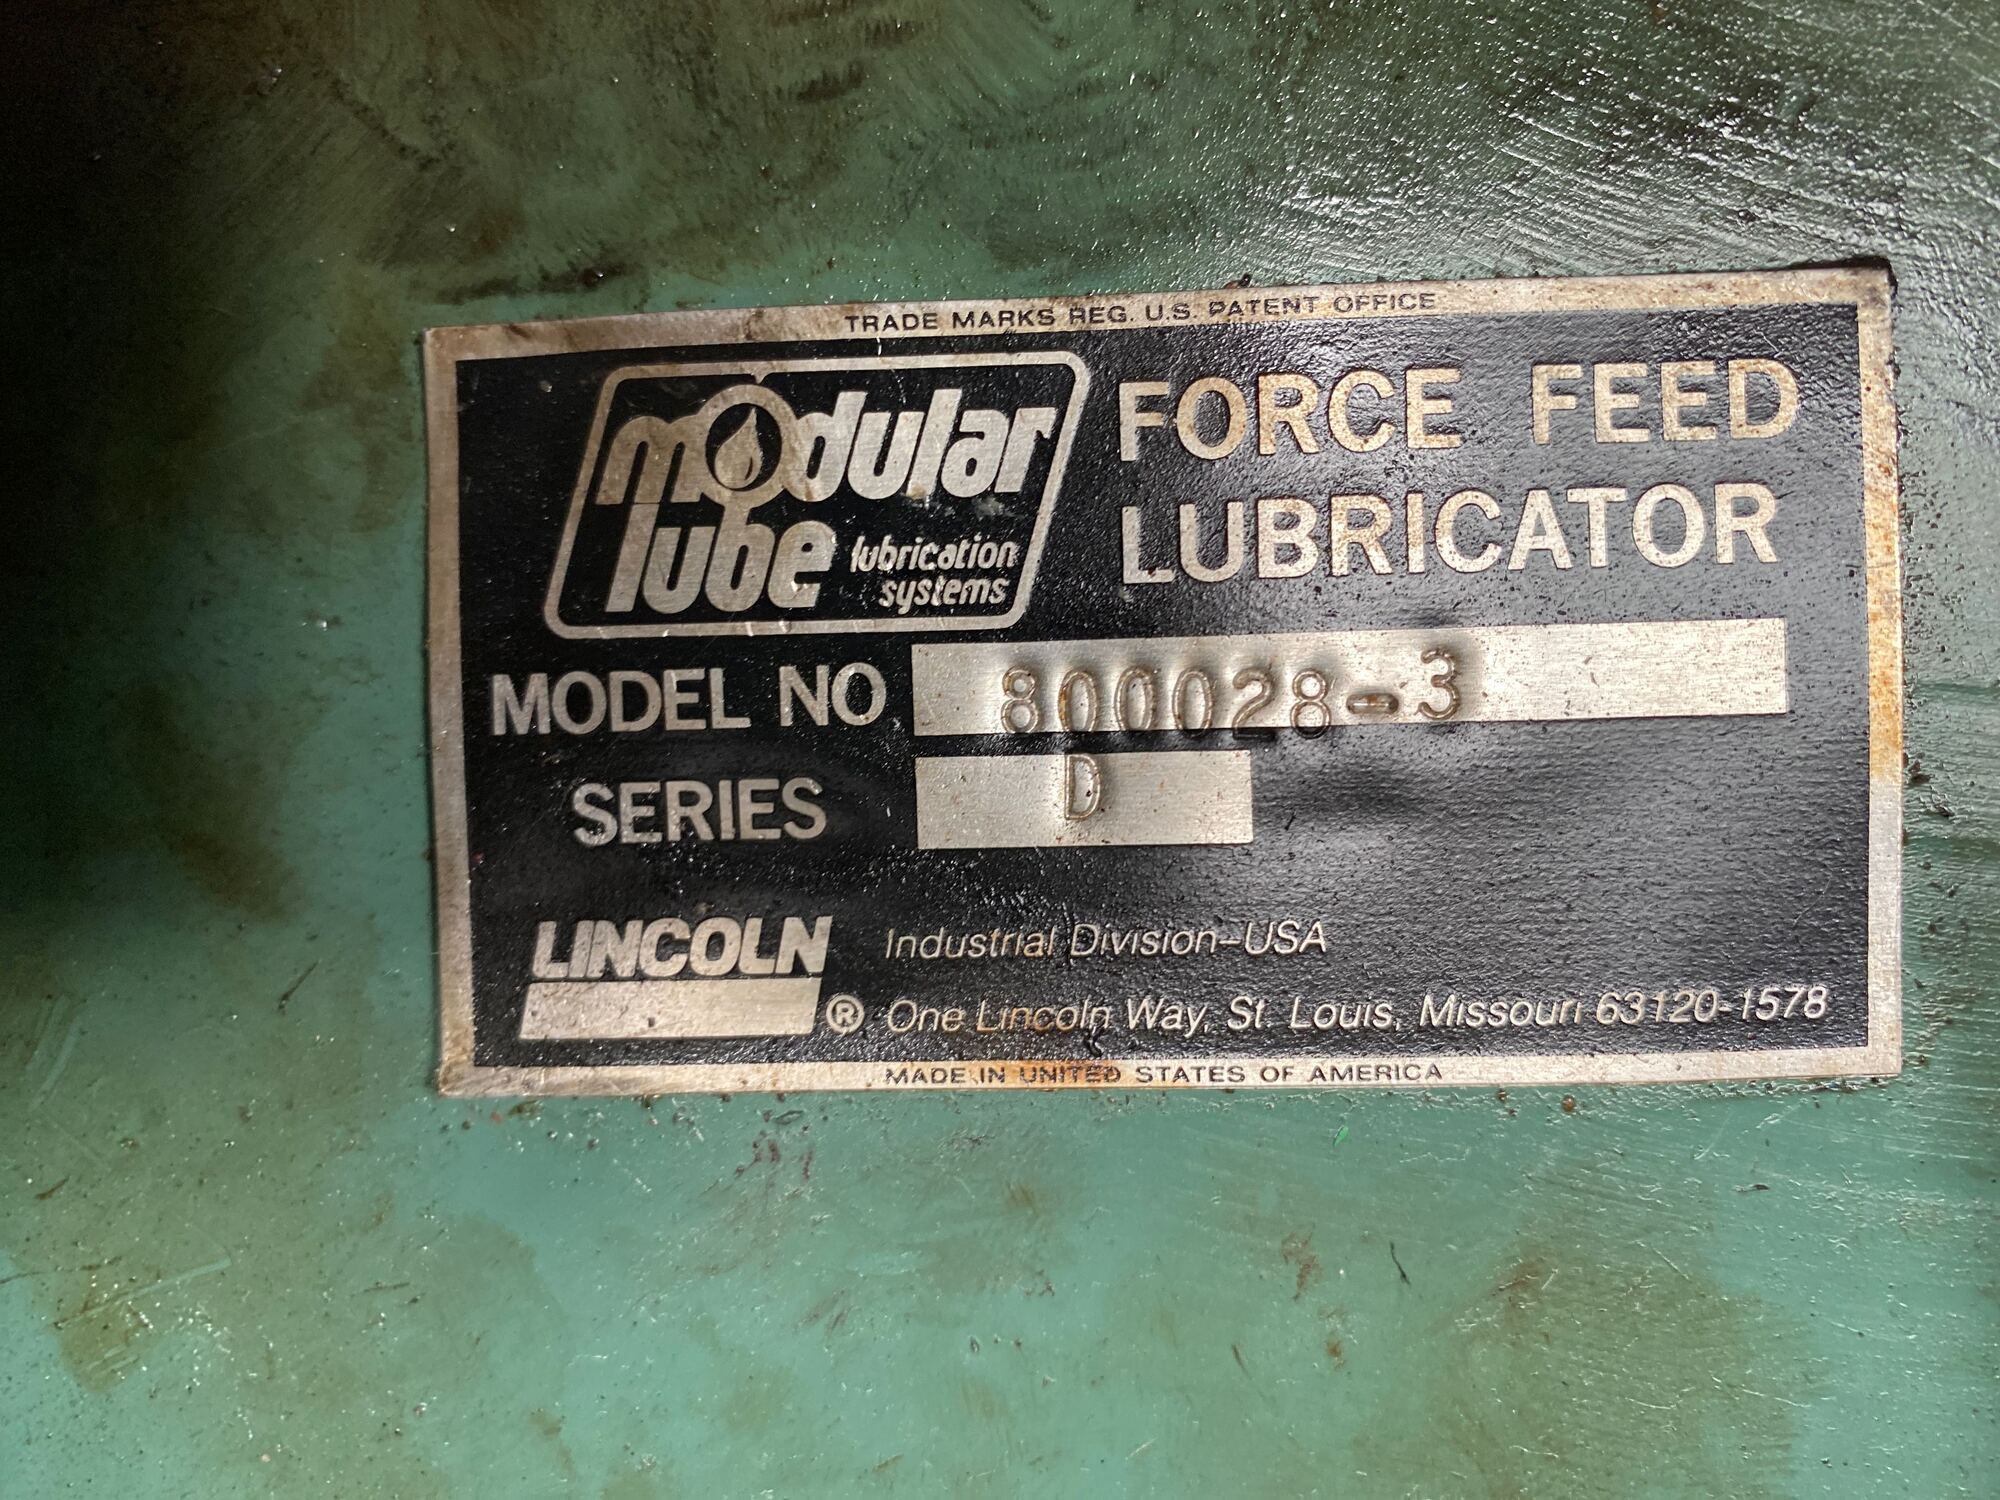 TRADE MARKS REG. U.S. PATENT OFFICE
modular
lube lubrication
systems
FORCE FEED
LUBRICATOR
MODEL NO 800028-3
SERIES D
LINCOLN ®
Industrial Division-USA
One Lincoln Way, St. Louis, Missouri 63120-1578
MADE IN UNITED STATES OF AMERICA